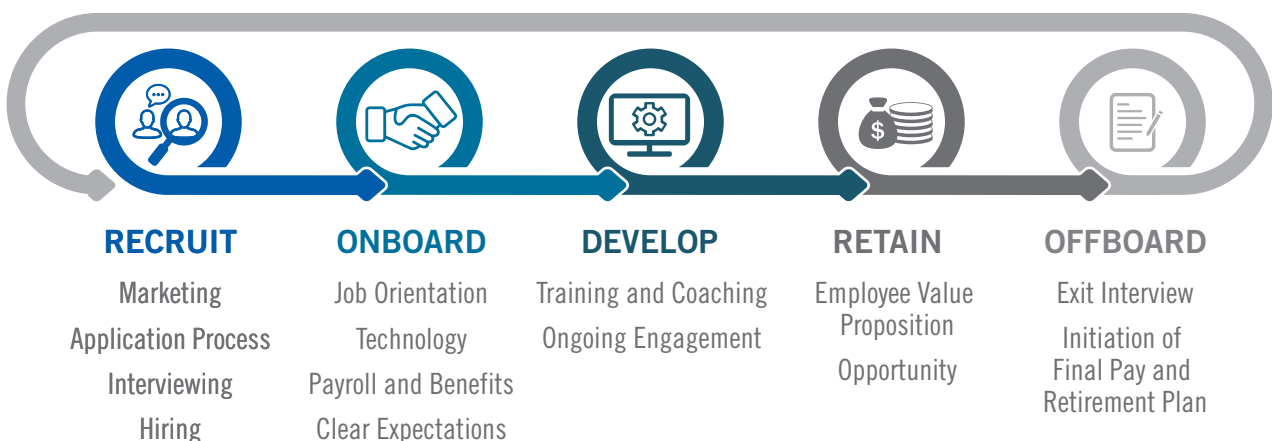 $
RECRUIT
Marketing
Application Process
Interviewing
Hiring
ONBOARD
Job Orientation
Technology
Payroll and Benefits
Clear Expectations
DEVELOP
Training and Coaching
Ongoing Engagement
RETAIN
Employee Value
Proposition
Opportunity
OFFBOARD
Exit Interview
Initiation of
Final Pay and
Retirement Plan